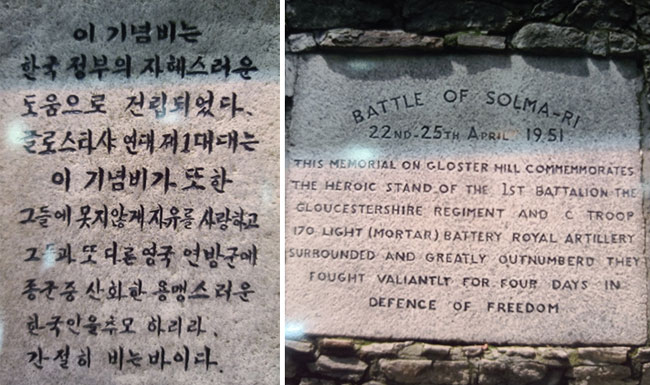 이 기념비는
한국 정부의 자혜스러운
도움으로 건립되었다.
글로스타샤 연대 제1대대는
이 기념비가 또한
그들에 못지않게 자유를 사랑하고
그들과 또 다른 영국 연방군에
종군중 산화한 용맹스러운
한국인을 추모 하리라.
간절히 비는바이다.
BATTLE OF SOLMA-RI
22ND-25TH APRIL 1951
THIS MEMORIAL ON GLOSTER HILL COMMEMORATES
THE HEROIC STAND OF THE 1ST BATTALION THE
GLOUCESTERSHIRE REGIMENT AND C TROOP
170 LIGHT (MORTAR) BATTERY ROYAL ARTILLERY
SURROUNDED AND GREATLY OUTNUMBERD THEY
FOUGHT VALIANTLY FOR FOUR DAYS IN
DEFENCE OF FREEDOM